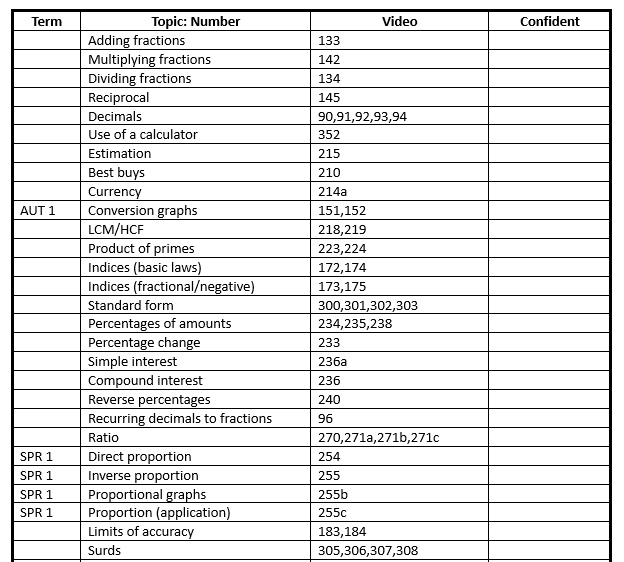 Term Topic: Number Video Confident
Adding fractions 133
Multiplying fractions 142
Dividing fractions 134
Reciprocal 145
Decimals 90,91,92,93,94
Use of a calculator 352
Estimation 215
Best buys 210
Currency 214a
AUT 1 Conversion graphs 151,152
LCM/HCF 218,219
Product of primes 223,224
Indices (basic laws) 172,174
Indices (fractional/negative) 173,175
Standard form 300,301,302,303
Percentages of amounts 234,235,238
Percentage change 233
Simple interest 236a
Compound interest 236
Reverse percentages 240
Recurring decimals to fractions 96
Ratio 270,271a,271b,271c
SPR 1 Direct proportion 254
SPR 1 Inverse proportion 255
SPR 1 Proportional graphs 255b
SPR 1 Proportion (application) 255c
Limits of accuracy 183,184
Surds 305,306,307,308